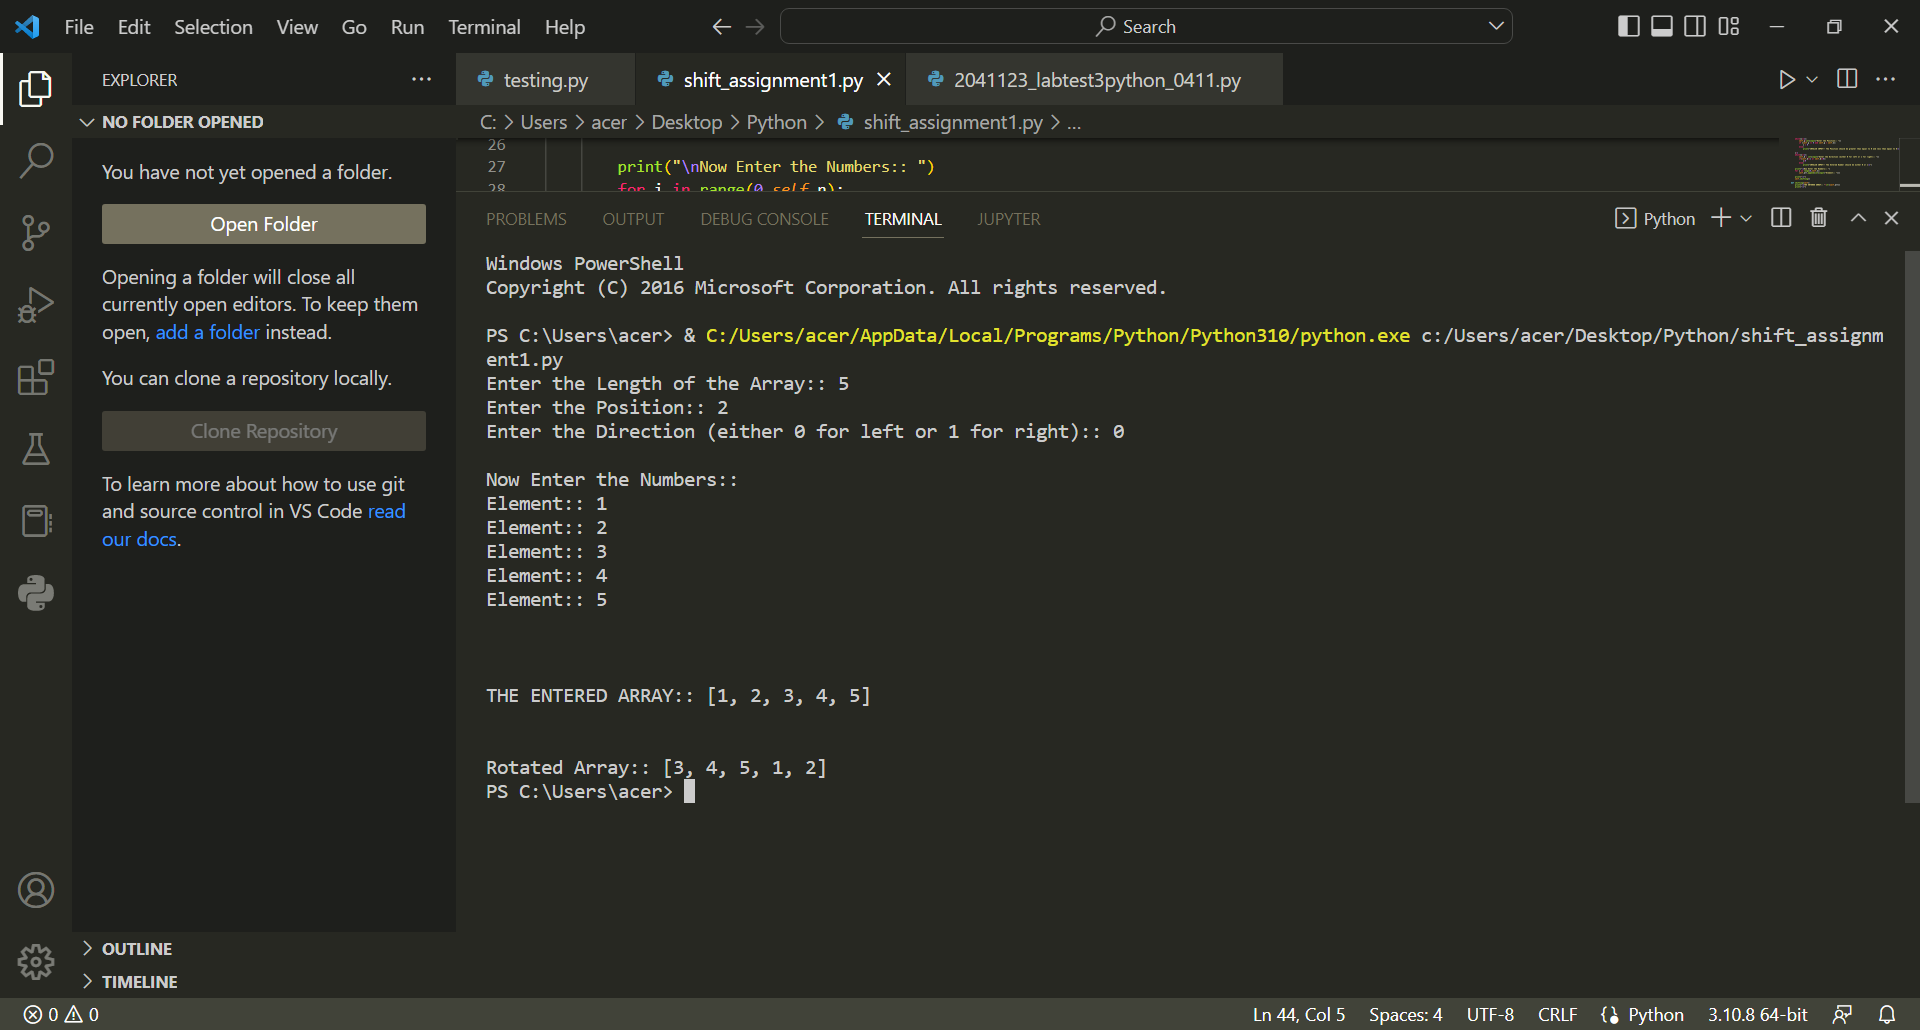 File Edit Selection View Go Run Terminal Help
Search
EXPLORER
testing.py
shift_assignment1.py
2041123_labtest3python_0411.py
NO FOLDER OPENED
C: > Users > acer > Desktop > Python > shift_assignment1.py > ...
You have not yet opened a folder.
Open Folder
Opening a folder will close all
currently open editors. To keep them
open, add a folder instead.
You can clone a repository locally.
Clone Repository
To learn more about how to use git
and source control in VS Code read
our docs.
OUTLINE
TIMELINE
26
27 print("\nNow Enter the Numbers:: ")
28 for i in range(0,self.n):
PROBLEMS OUTPUT DEBUG CONSOLE TERMINAL JUPYTER
Python
Windows PowerShell
Copyright (C) 2016 Microsoft Corporation. All rights reserved.
PS C:\Users\acer> & C:/Users/acer/AppData/Local/Programs/Python/Python310/python.exe c:/Users/acer/Desktop/Python/shift_assignm
ent1.py
Enter the Length of the Array:: 5
Enter the Position:: 2
Enter the Direction (either 0 for left or 1 for right):: 0
Now Enter the Numbers::
Element:: 1
Element:: 2
Element:: 3
Element:: 4
Element:: 5
THE ENTERED ARRAY:: [1, 2, 3, 4, 5]
Rotated Array:: [3, 4, 5, 1, 2]
PS C:\Users\acer>
0 0
Ln 44, Col 5 Spaces: 4 UTF-8 CRLF Python 3.10.8 64-bit